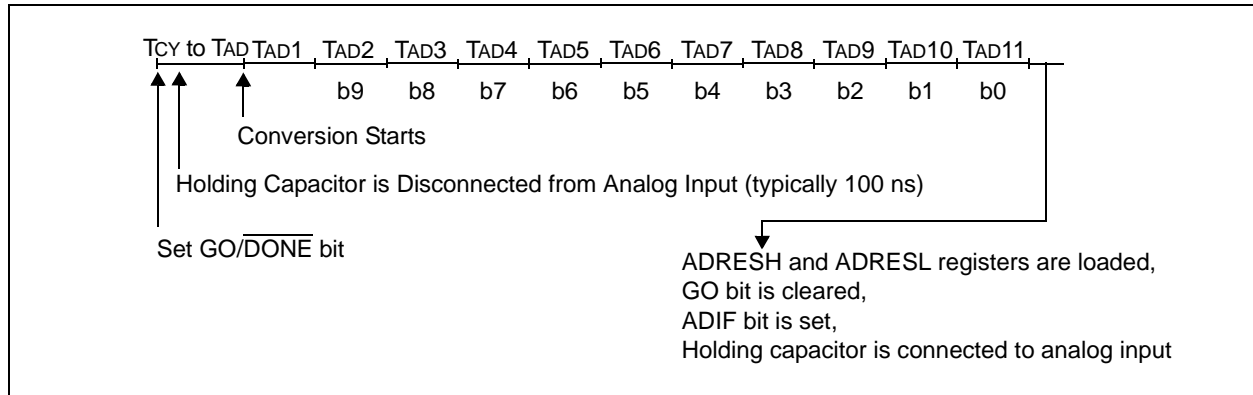 TCY to TAD TAD1 TAD2 TAD3 TAD4 TAD5 TAD6 TAD7 TAD8 TAD9 TAD10 TAD11
b9 b8 b7 b6 b5 b4 b3 b2 b1 b0
Conversion Starts
Holding Capacitor is Disconnected from Analog Input (typically 100 ns)
Set GO/DONE bit
ADRESH and ADRESL registers are loaded,
GO bit is cleared,
ADIF bit is set,
Holding capacitor is connected to analog input